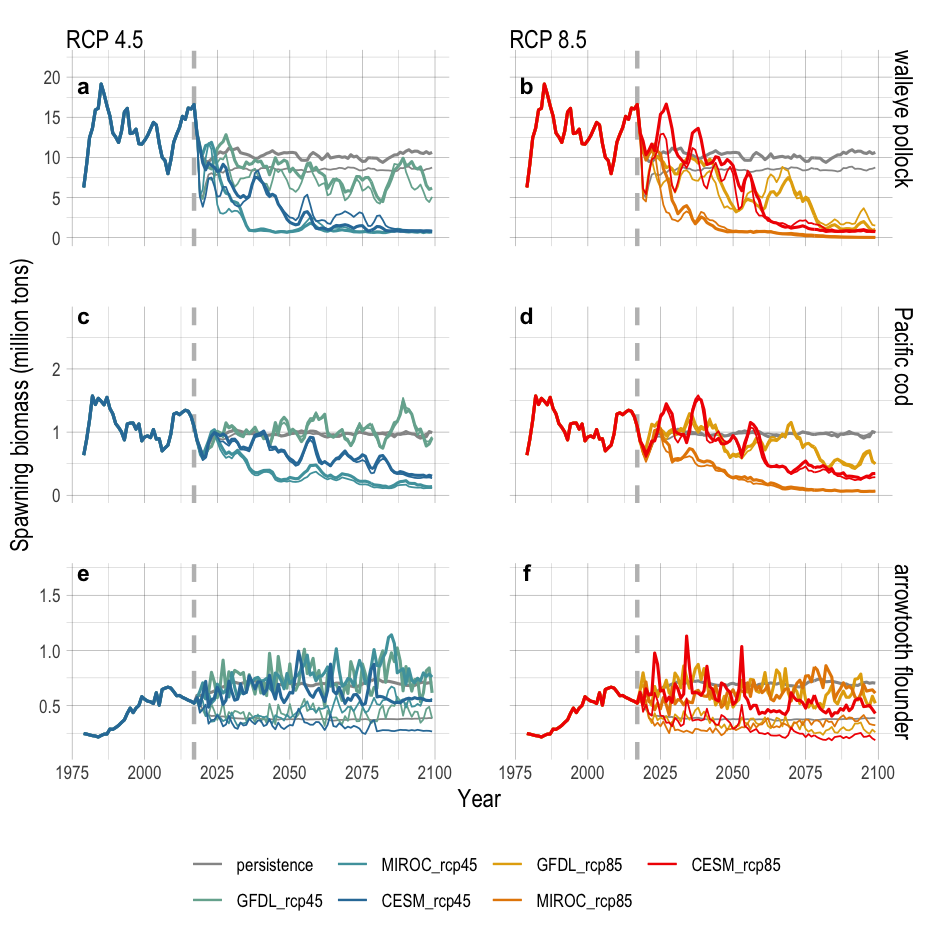 RCP 4.5
RCP 8.5
a
b
walleye pollock
20
15
10
5
0
c
d
Pacific cod
2
1
0
Spawning biomass (million tons)
e
f
arrowtooth flounder
1.5
1.0
0.5
1975 2000 2025 2050 2075 2100
1975 2000 2025 2050 2075 2100
Year
persistence MIROC_rcp45 GFDL_rcp85 CESM_rcp85
GFDL_rcp45 CESM_rcp45 MIROC_rcp85